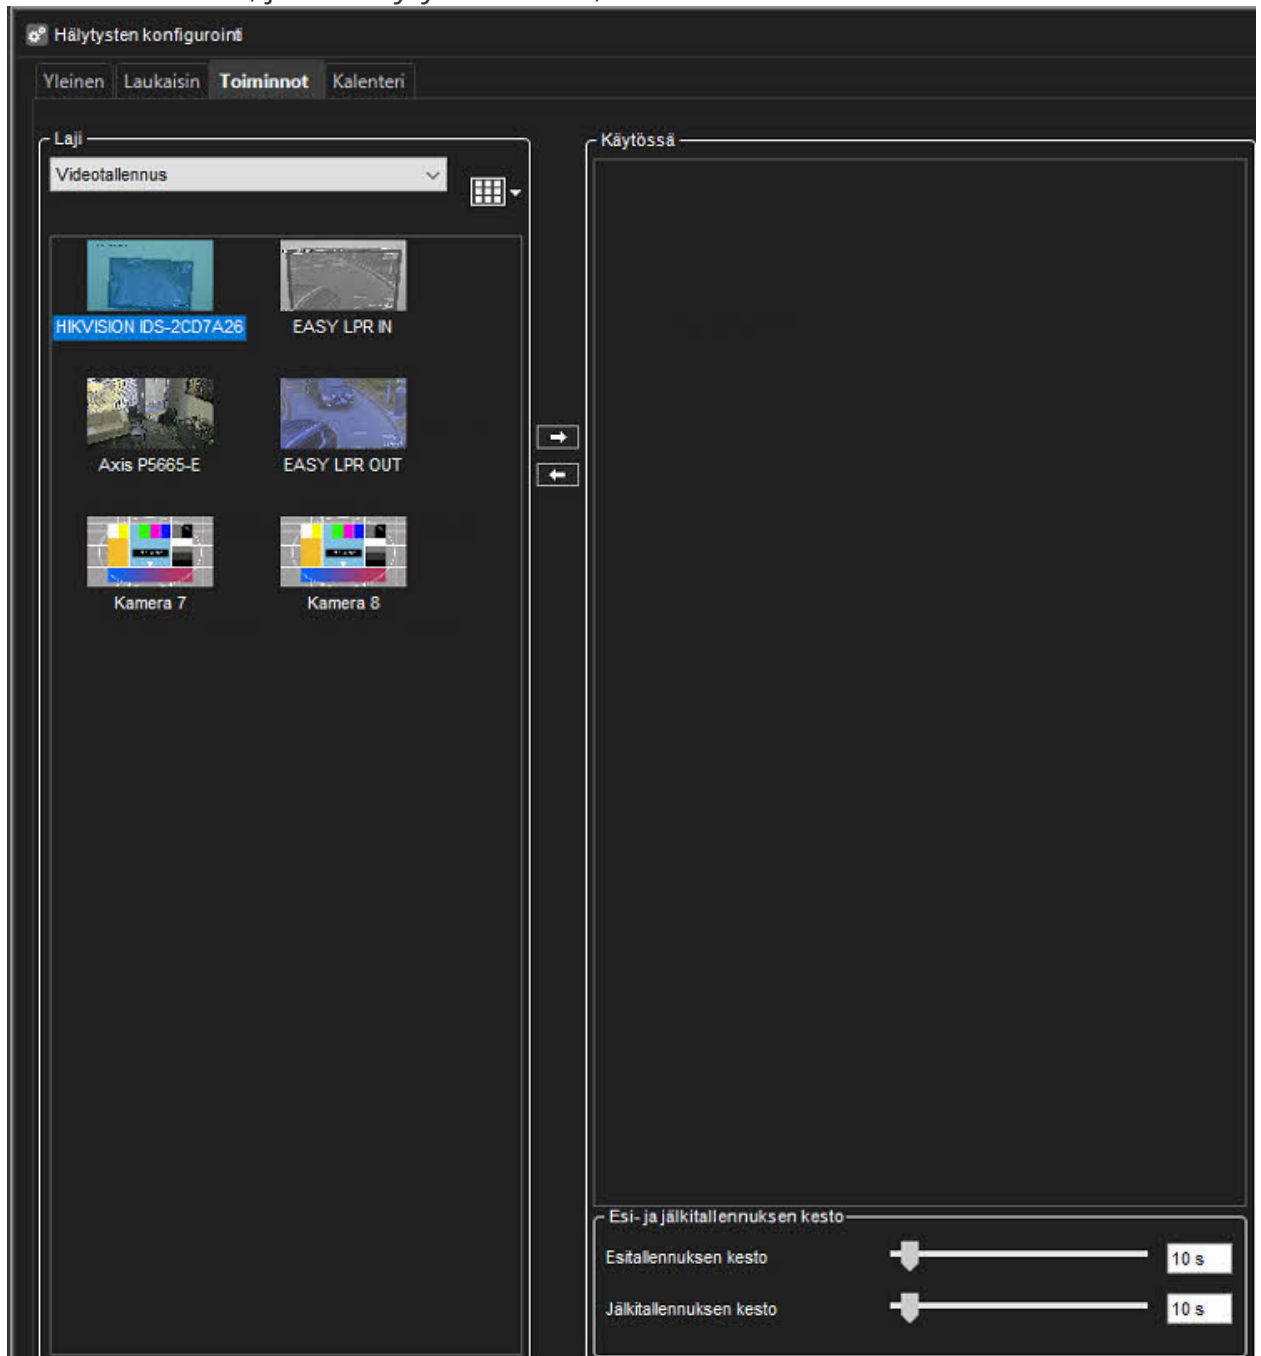 Hälytysten konfigurointi
Yleinen Laukaisin Toiminnot Kalenteri
Laji
Käytössä
Videotallennus
HIKVISION IDS-2CD7A26 EASY LPR IN
Axis P5665-E EASY LPR OUT
Kamera 7 Kamera 8
Esi- ja jälkitallennuksen kesto
Esitallennuksen kesto 10 s
Jälkitallennuksen kesto 10 s